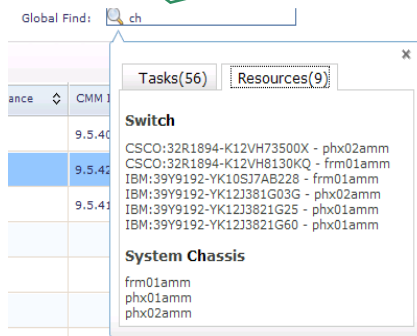 Global Find: ch
×
Tasks(56) Resources(9)
ance CMM I
Switch
9.5.40
CSCO:32R1894-K12VH73500X - phx02amm
CSCO:32R1894-K12VH8130KQ - frm01amm
9.5.42
IBM:39Y9192-YK10SJ7AB228 - frm01amm
IBM:39Y9192-YK12J381G03G - phx02amm
9.5.41
IBM:39Y9192-YK12J3821G25 - phx01amm
IBM:39Y9192-YK12J3821G60 - phx01amm
System Chassis
frm01amm
phx01amm
phx02amm